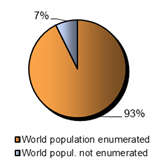 7%
93%
World population enumerated
World popul. not enumerated